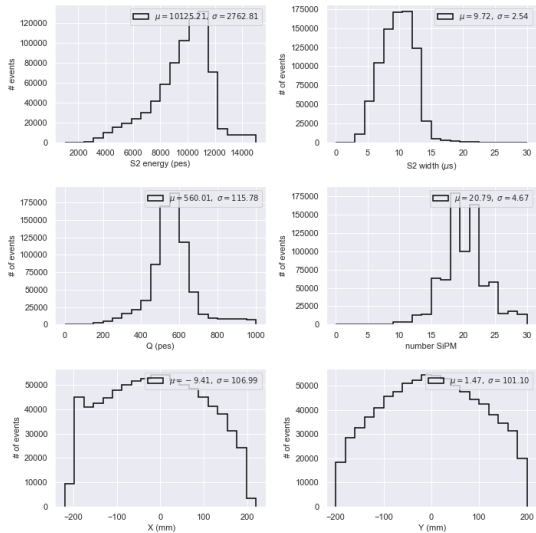 μ = 10125.21, σ = 2762.81
120000
100000
80000
60000
40000
20000
0
# of events
2000 4000 6000 8000 10000 12000 14000
S2 energy (pes)
μ = 9.72, σ = 2.54
175000
150000
125000
100000
75000
50000
25000
0
# of events
0 5 10 15 20 25 30
S2 width (μs)
μ = 560.01, σ = 115.78
175000
150000
125000
100000
75000
50000
25000
0
# of events
0 200 400 600 800 1000
Q (pes)
μ = 20.79, σ = 4.67
175000
150000
125000
100000
75000
50000
25000
0
# of events
0 5 10 15 20 25 30
number SiPM
μ = −9.41, σ = 106.99
50000
40000
30000
20000
10000
0
# of events
−200 −100 0 100 200
X (mm)
μ = 1.47, σ = 101.10
50000
40000
30000
20000
10000
0
# of events
−200 −100 0 100 200
Y (mm)